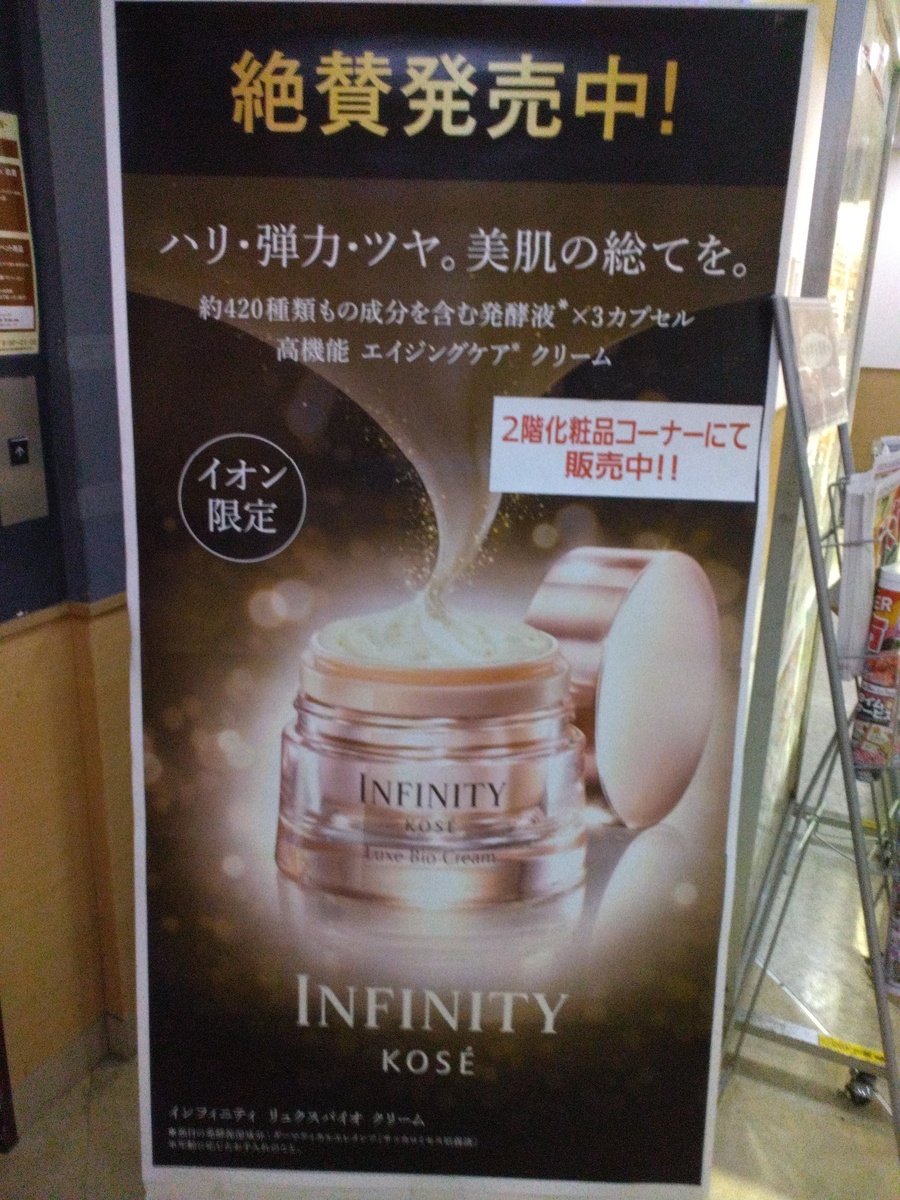 絶賛発売中!
ハリ・弾力・ツヤ。美肌の総てを。
約420種類もの成分を含む発酵液※×3カプセル
高機能 エイジングケア※ クリーム
2階化粧品コーナーにて
販売中!!
イオン
限定
INFINITY
KOSÉ
Luxe Bio Cream
INFINITY
KOSÉ
インフィニティ リュクスバイオ クリーム